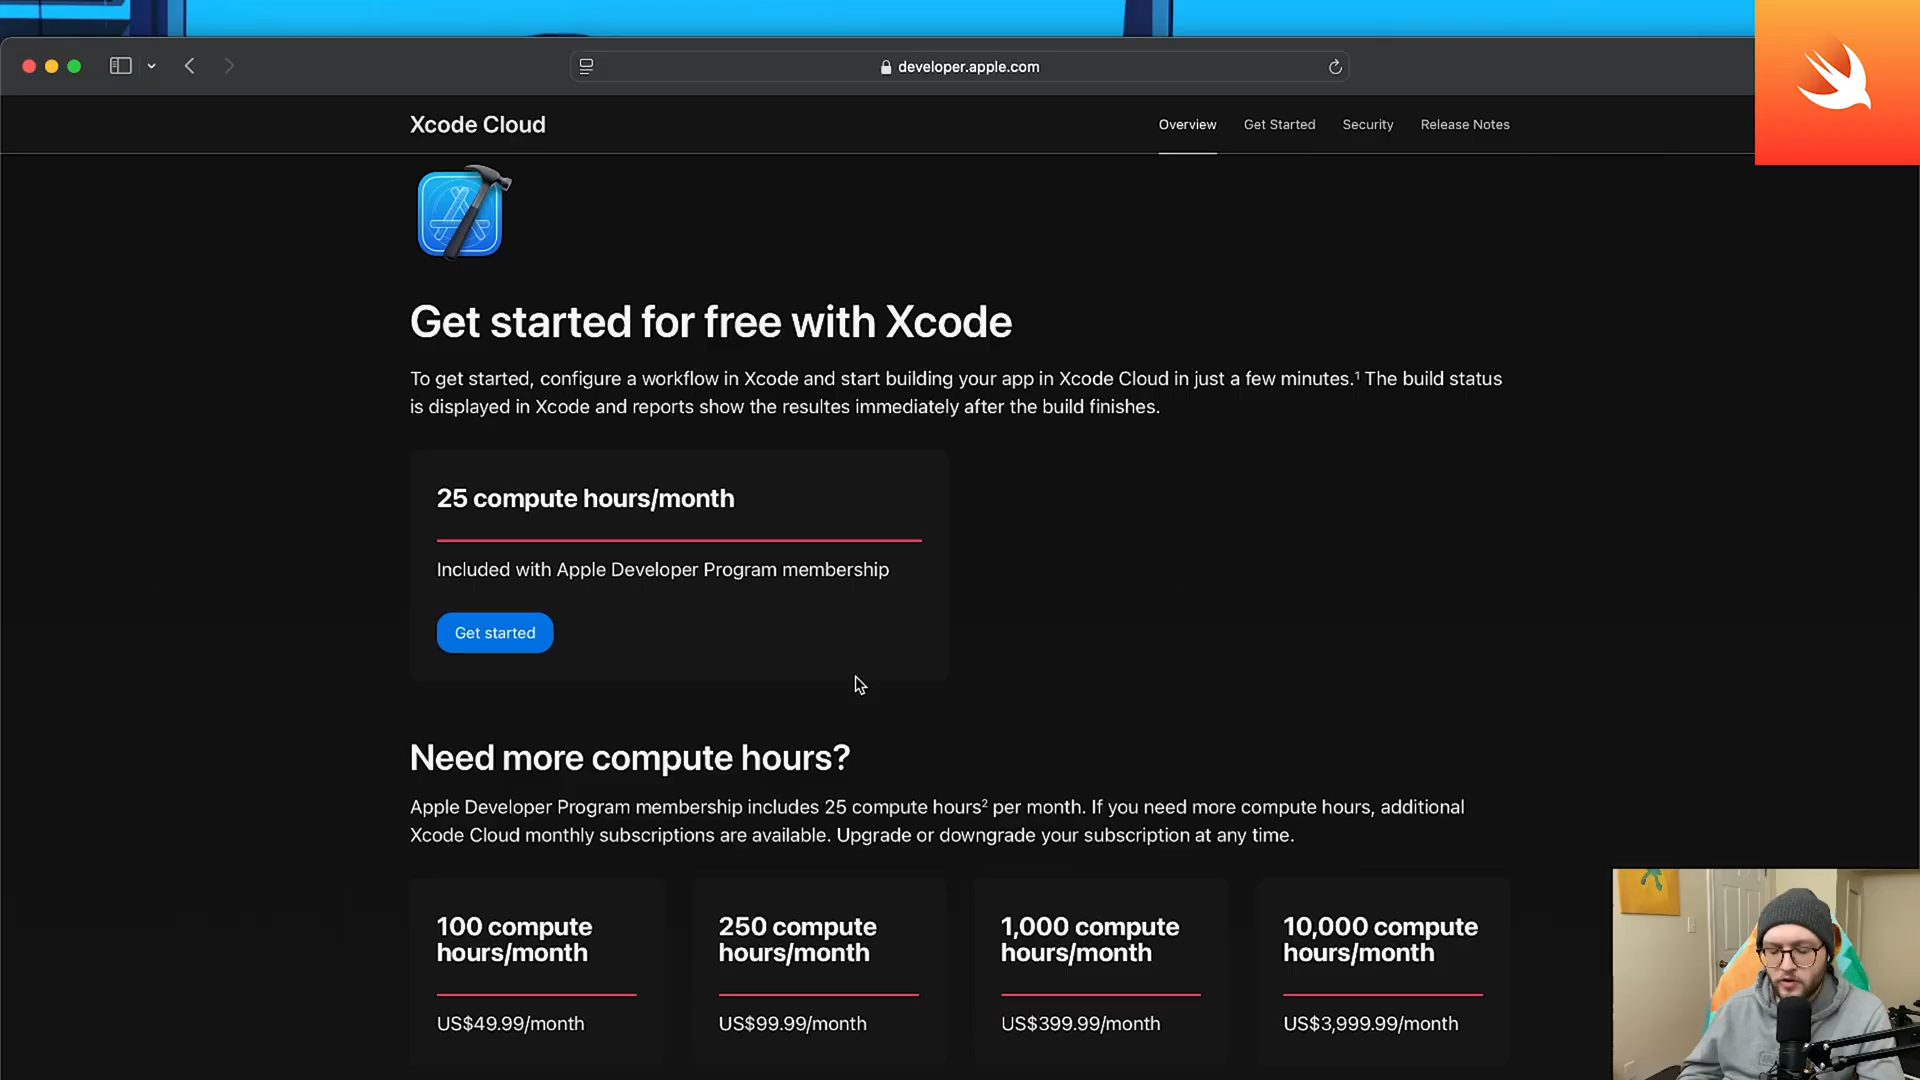 developer.apple.com
Xcode Cloud
Overview
Get Started
Security
Release Notes
Get started for free with Xcode
To get started, configure a workflow in Xcode and start building your app in Xcode Cloud in just a few minutes.¹ The build status
is displayed in Xcode and reports show the resultes immediately after the build finishes.
25 compute hours/month
Included with Apple Developer Program membership
Get started
Need more compute hours?
Apple Developer Program membership includes 25 compute hours² per month. If you need more compute hours, additional
Xcode Cloud monthly subscriptions are available. Upgrade or downgrade your subscription at any time.
100 compute
hours/month
US$49.99/month
250 compute
hours/month
US$99.99/month
1,000 compute
hours/month
US$399.99/month
10,000 compute
hours/month
US$3,999.99/month